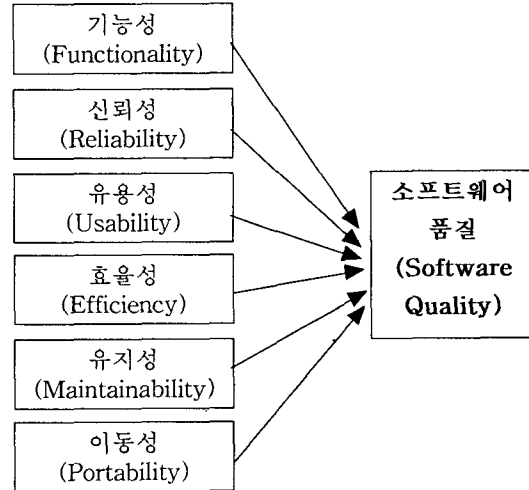 기능성
(Functionality)
신뢰성
(Reliability)
유용성
(Usability)
효율성
(Efficiency)
유지성
(Maintainability)
이동성
(Portability)
소프트웨어
품질
(Software
Quality)